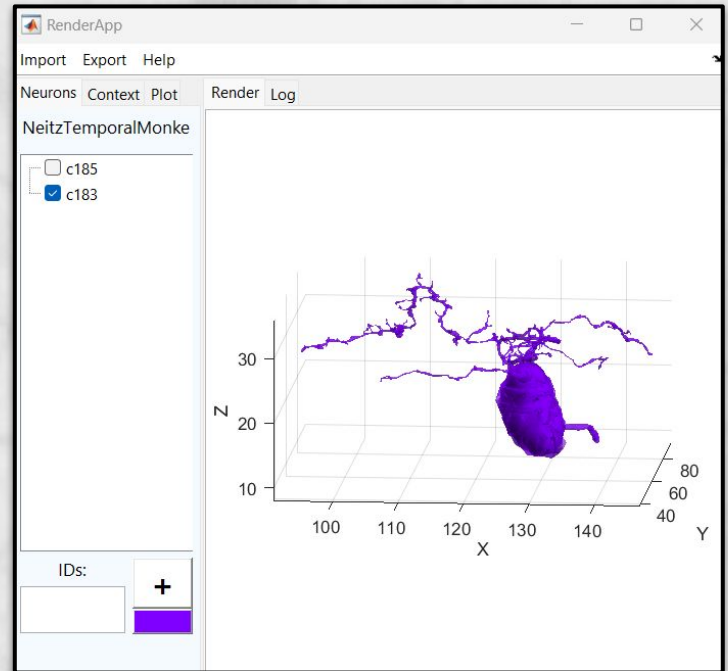 RenderApp
Import Export Help
Neurons Context Plot
Render Log
NeitzTemporalMonke
c185
c183
30
20
10
Z
100 110 120 130 140
X
80
60
40
Y
IDs:
+